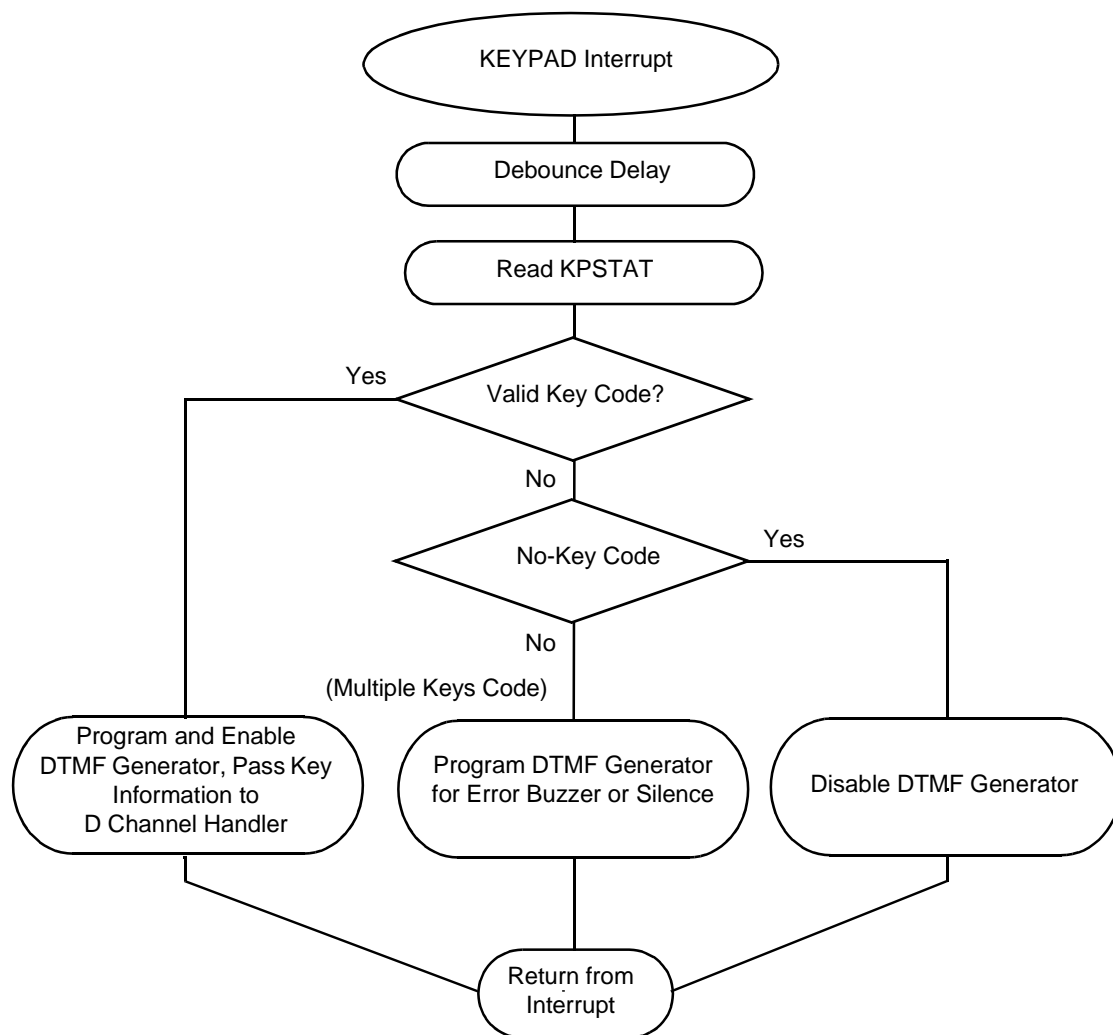 KEYPAD Interrupt
Debounce Delay
Read KPSTAT
Yes
Valid Key Code?
No
No-Key Code
Yes
No
(Multiple Keys Code)
Program and Enable
DTMF Generator, Pass Key
Information to
D Channel Handler
Program DTMF Generator
for Error Buzzer or Silence
Disable DTMF Generator
Return from
Interrupt